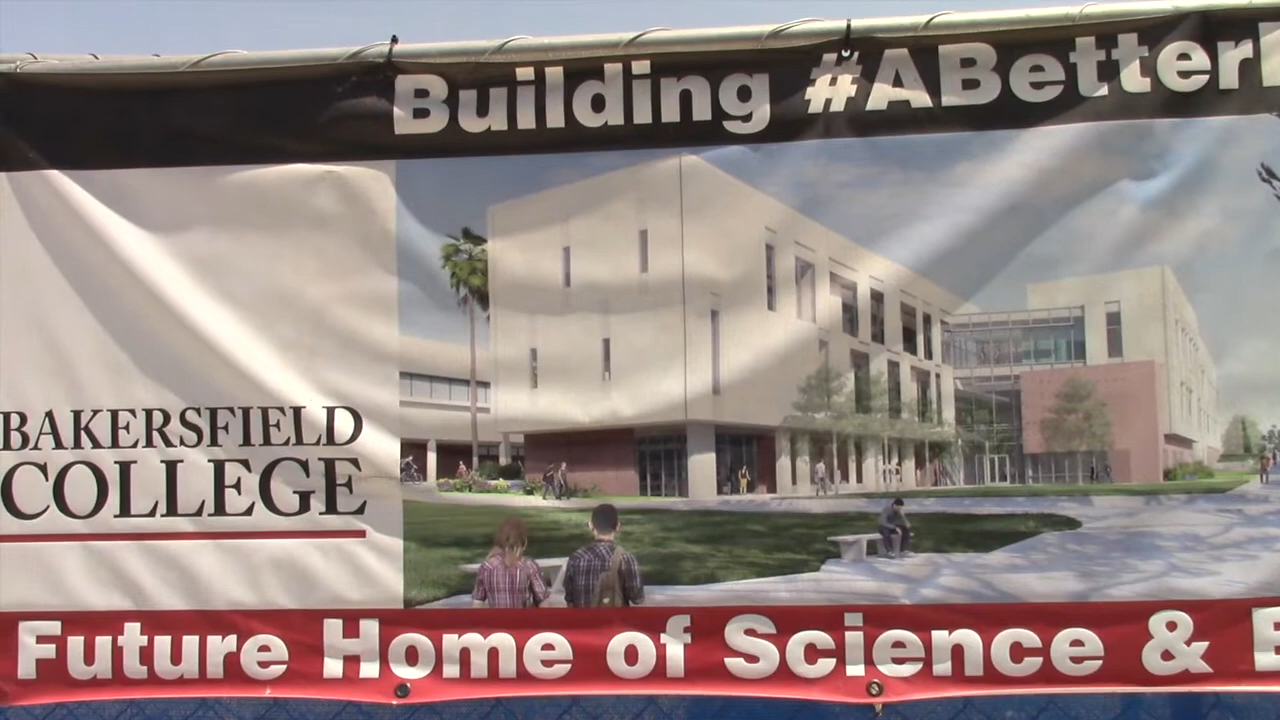 Building #ABetter
BAKERSFIELD
COLLEGE
Future Home of Science &